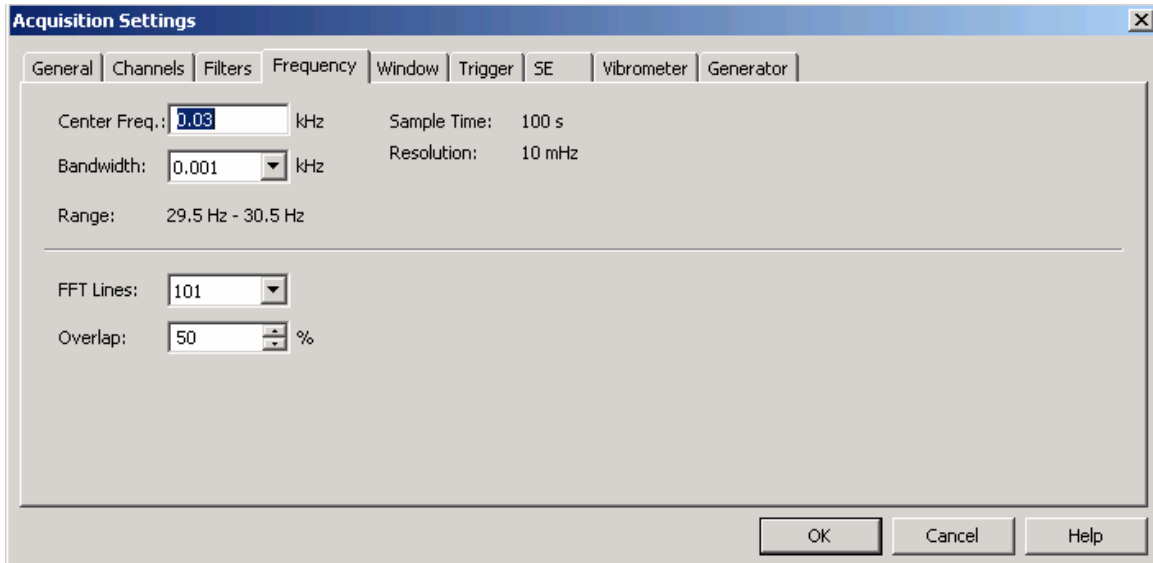 Acquisition Settings
General Channels Filters Frequency Window Trigger SE Vibrometer Generator
Center Freq.: 0.03 kHz Sample Time: 100 s
Bandwidth: 0.001 kHz Resolution: 10 mHz
Range: 29.5 Hz - 30.5 Hz
FFT Lines: 101
Overlap: 50 %
OK Cancel Help